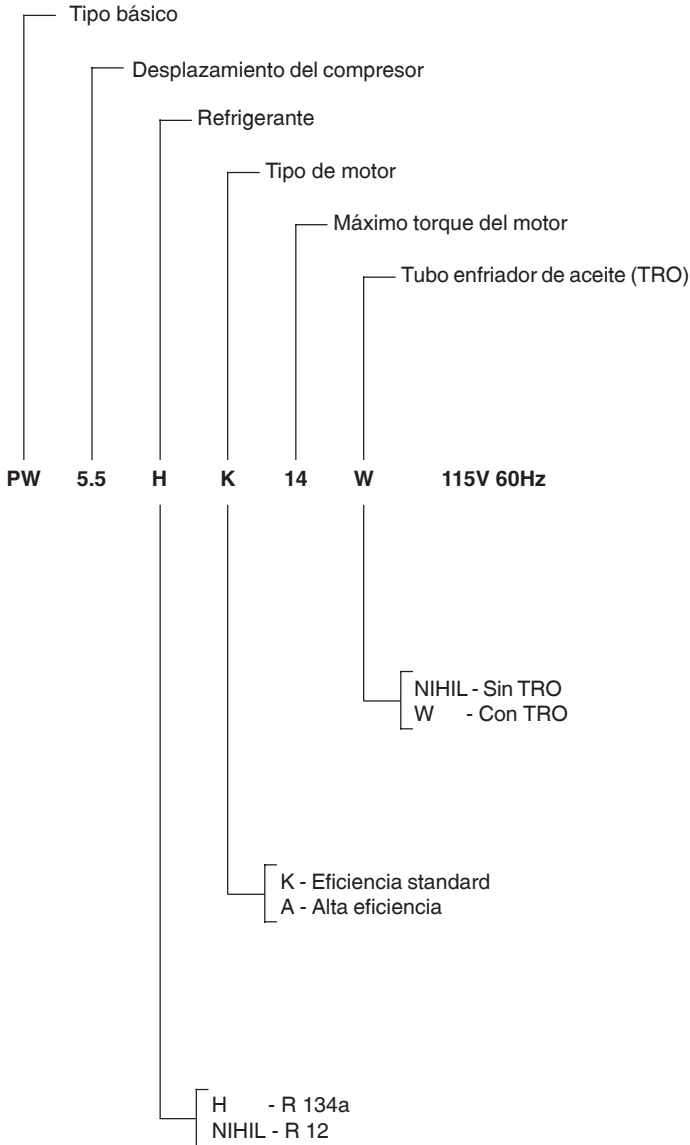 Tipo básico
Desplazamiento del compresor
Refrigerante
Tipo de motor
Máximo torque del motor
Tubo enfriador de aceite (TRO)
PW 5.5 H K 14 W 115V 60Hz
NIHIL - Sin TRO
W - Con TRO
K - Eficiencia standard
A - Alta eficiencia
H - R 134a
NIHIL - R 12